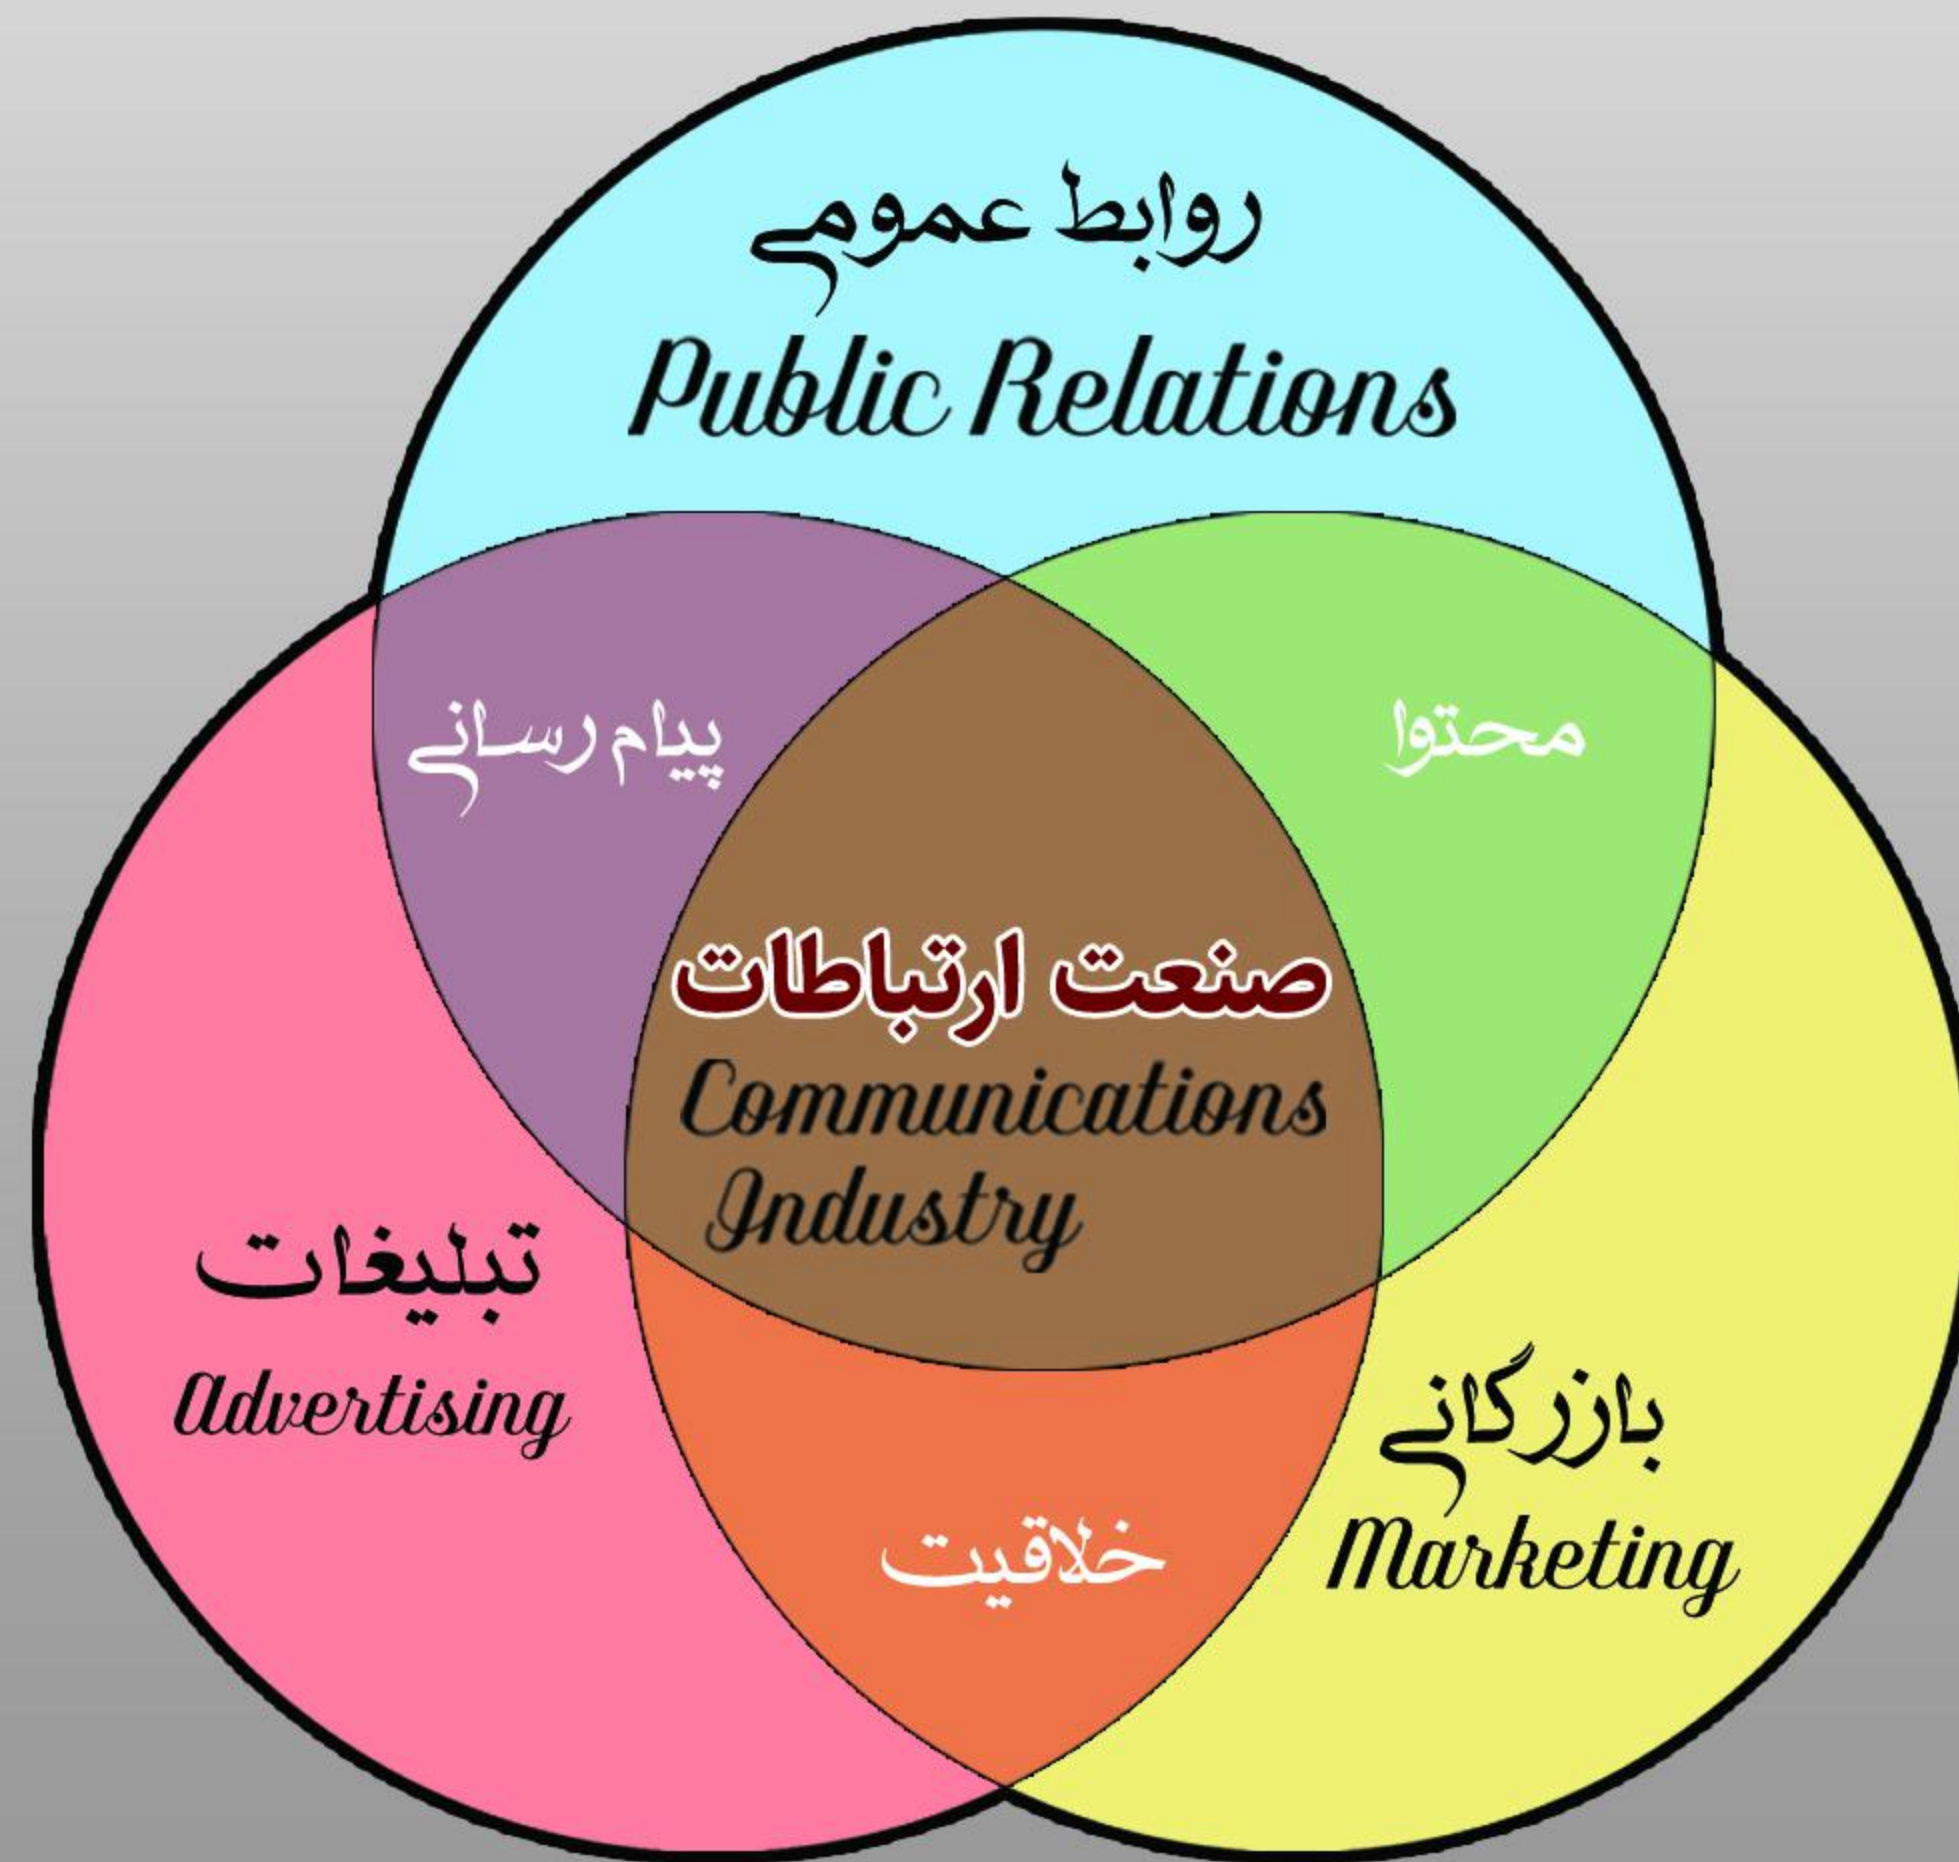 روابط عمومی
Public Relations
پیام رسانی
محتوا
صنعت ارتباطات
Communications
Industry
تبلیغات
Advertising
بازرگانی
Marketing
خلاقیت